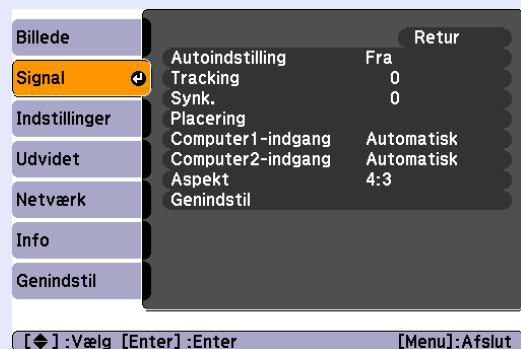 Billede
Signal
Indstillinger
Udvidet
Netværk
Info
Genindstil
Retur
Autoindstilling Fra
Tracking 0
Synk. 0
Placering
Computer1-indgang Automatisk
Computer2-indgang Automatisk
Aspekt 4:3
Genindstil
[◆] :Vælg [Enter] :Enter [Menu]:Afslut